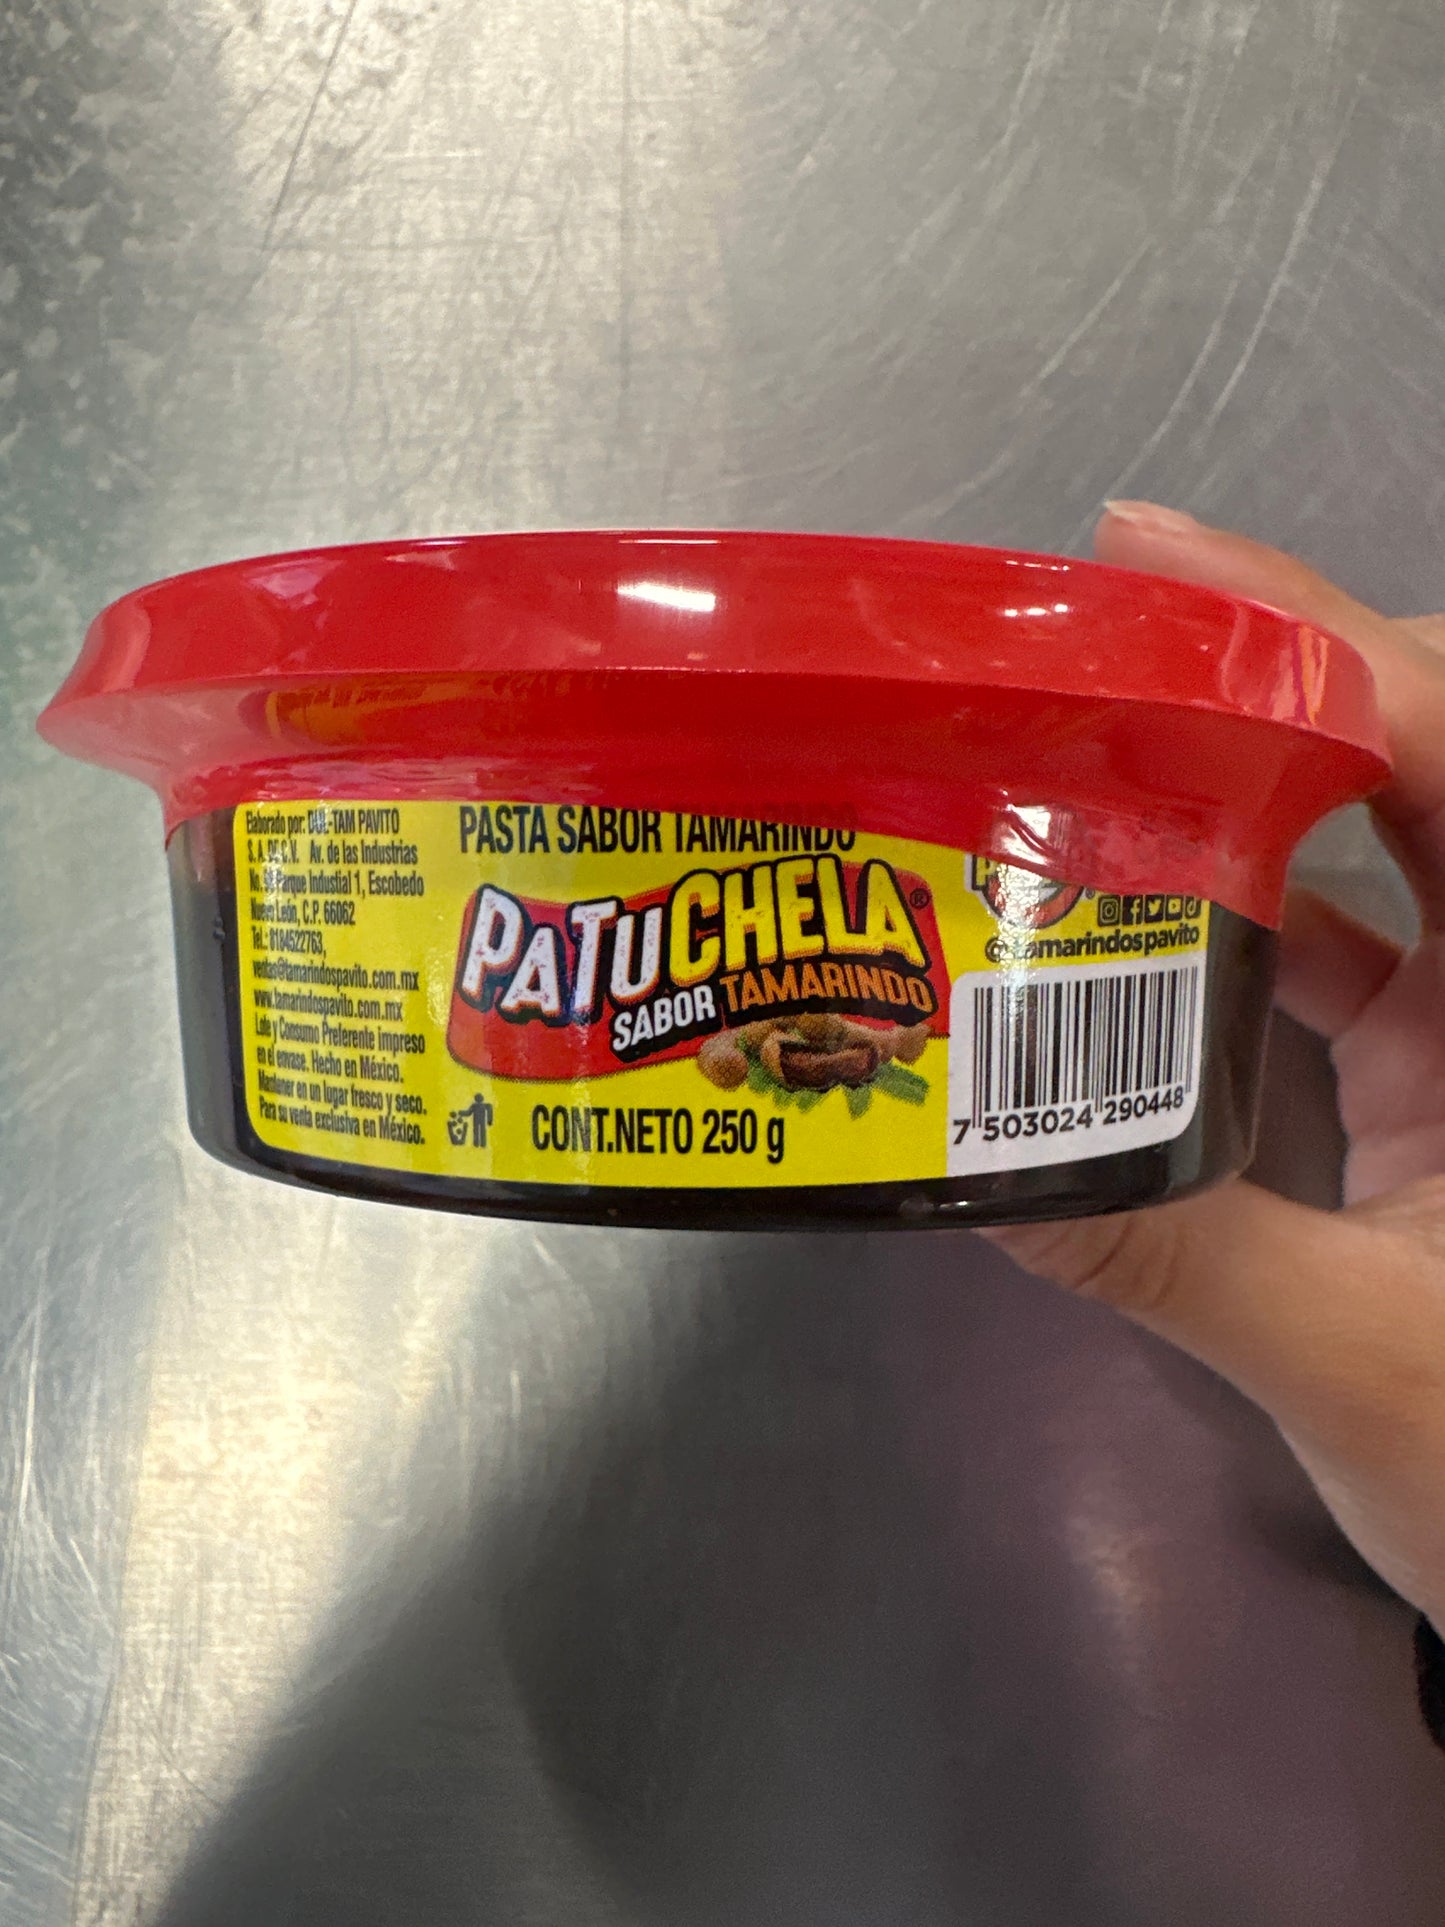 Elaborado por: DUL-TAM PAVITO
S. A. DE C.V. Av. de las Industrias
No. Parque Industial 1, Escobedo
Nuevo León, C.P. 66062
Tel.: 8184522763,
ventas@tamarindospavito.com.mx
www.tamarindospavito.com.mx
Lote y Consumo Preferente impreso
en el envase. Hecho en México.
Mantener en un lugar fresco y seco.
Para su venta exclusiva en México.
PASTA SABOR TAMARINDO
PATUCHELA®
SABOR TAMARINDO
CONT.NETO 250 g
@tamarindospavito
7 503024 290448